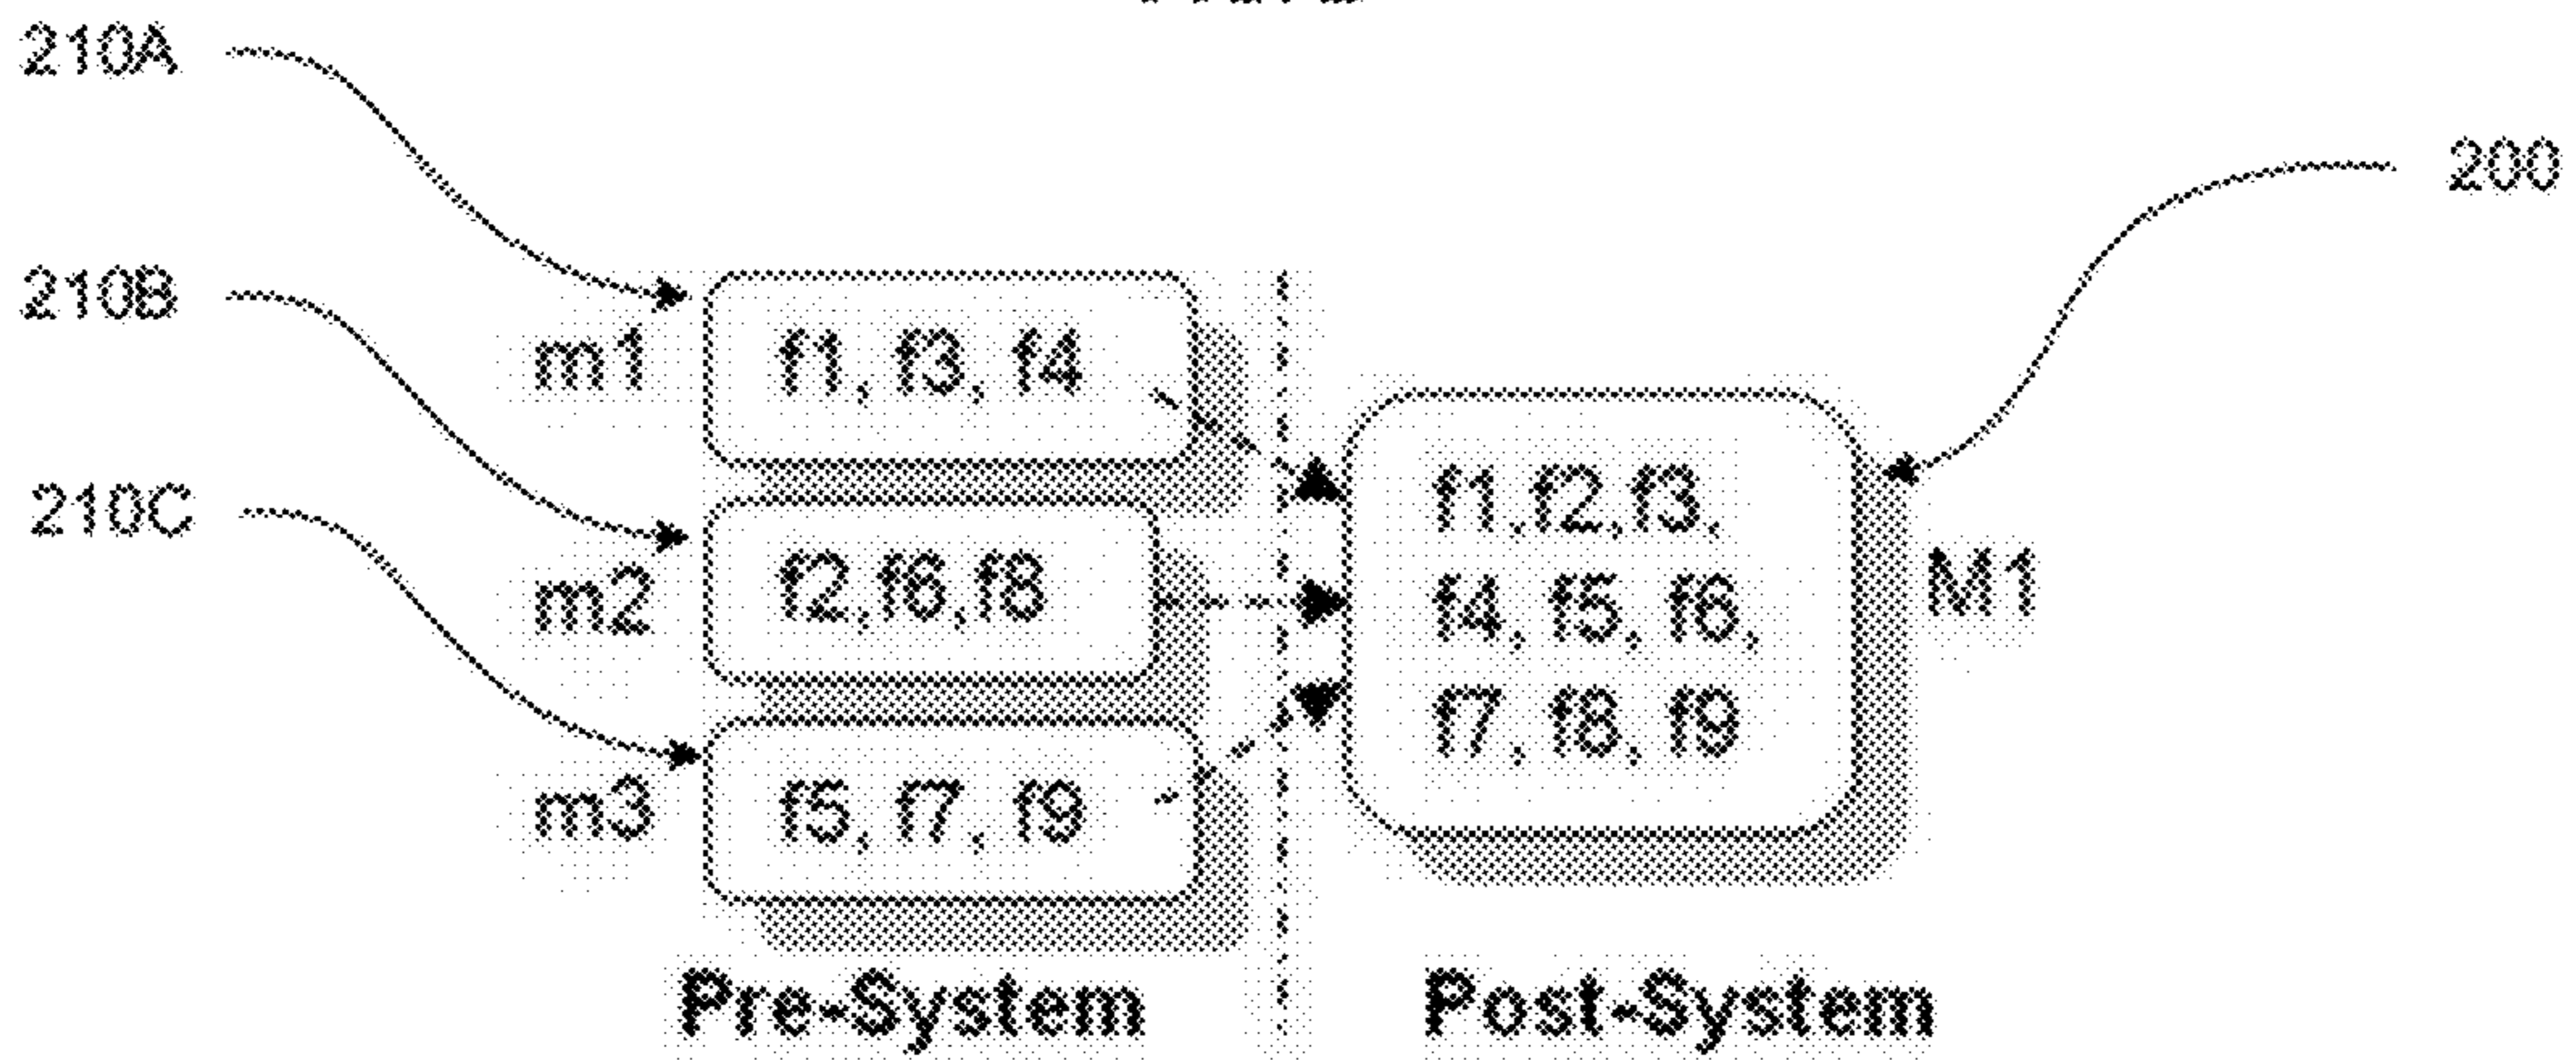 210A
200
210B
m1
f1, f3, f4
210C
f1,f2,f3,
m2
f2,f6,f8
f4, f5, f6,
M1
f7, f8, f9
m3
f5, f7, f9
Pre-System
Post-System